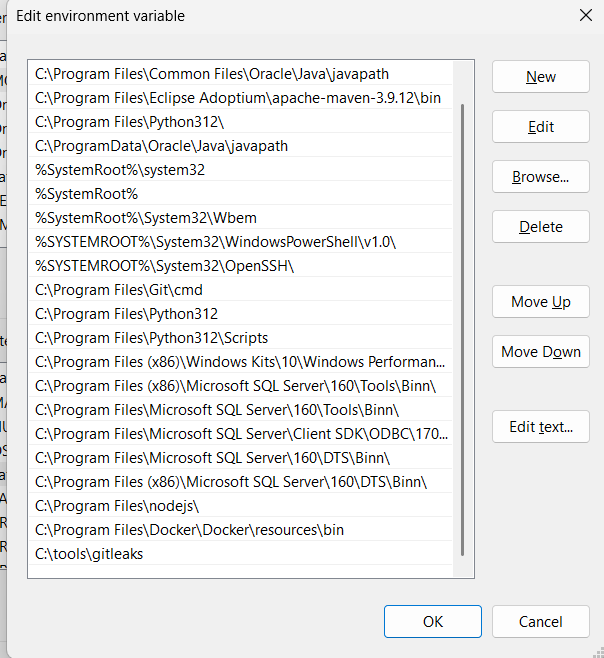 Edit environment variable
C:\Program Files\Common Files\Oracle\Java\javapath
C:\Program Files\Eclipse Adoptium\apache-maven-3.9.12\bin
C:\Program Files\Python312\
C:\ProgramData\Oracle\Java\javapath
%SystemRoot%\system32
%SystemRoot%
%SystemRoot%\System32\Wbem
%SYSTEMROOT%\System32\WindowsPowerShell\v1.0\
%SYSTEMROOT%\System32\OpenSSH\
C:\Program Files\Git\cmd
C:\Program Files\Python312
C:\Program Files\Python312\Scripts
C:\Program Files (x86)\Windows Kits\10\Windows Performan...
C:\Program Files (x86)\Microsoft SQL Server\160\Tools\Binn\
C:\Program Files\Microsoft SQL Server\160\Tools\Binn\
C:\Program Files\Microsoft SQL Server\Client SDK\ODBC\170...
C:\Program Files\Microsoft SQL Server\160\DTS\Binn\
C:\Program Files (x86)\Microsoft SQL Server\160\DTS\Binn\
C:\Program Files\nodejs\
C:\Program Files\Docker\Docker\resources\bin
C:\tools\gitleaks
New
Edit
Browse...
Delete
Move Up
Move Down
Edit text...
OK
Cancel